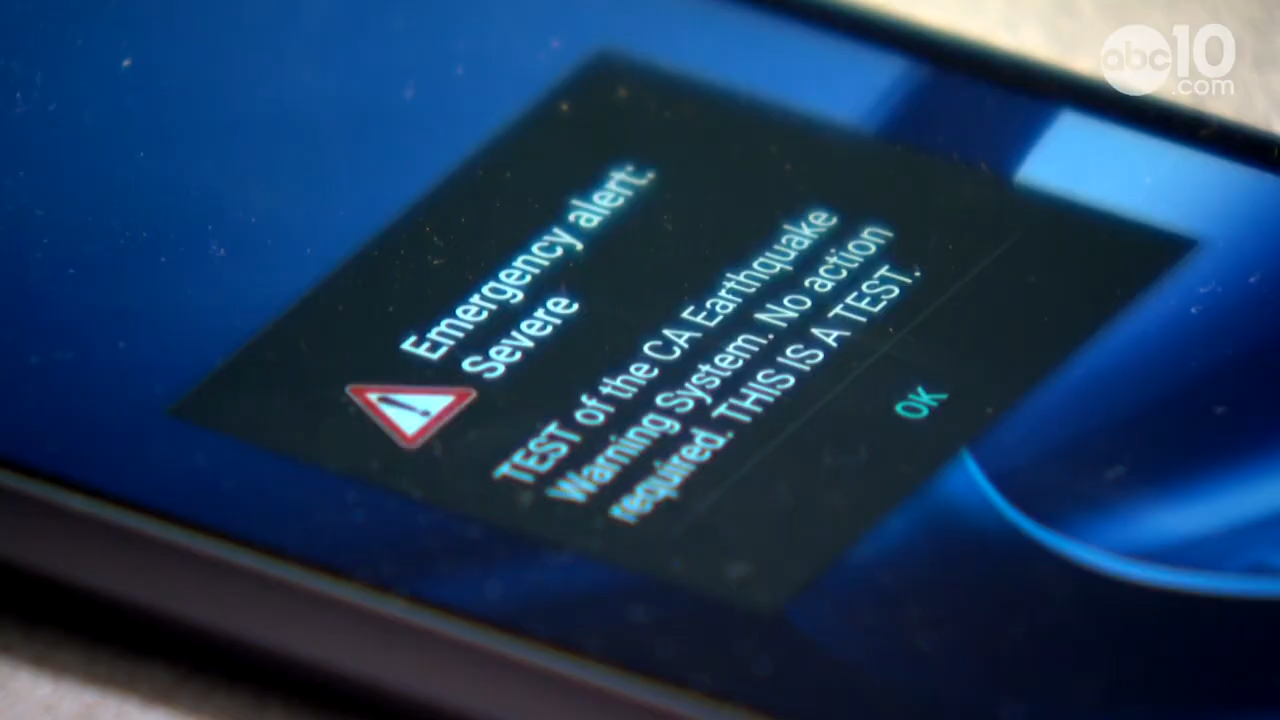 abc10
.com
Emergency alert:
Severe
TEST of the CA Earthquake
Warning System. No action
required. THIS IS A TEST.
OK